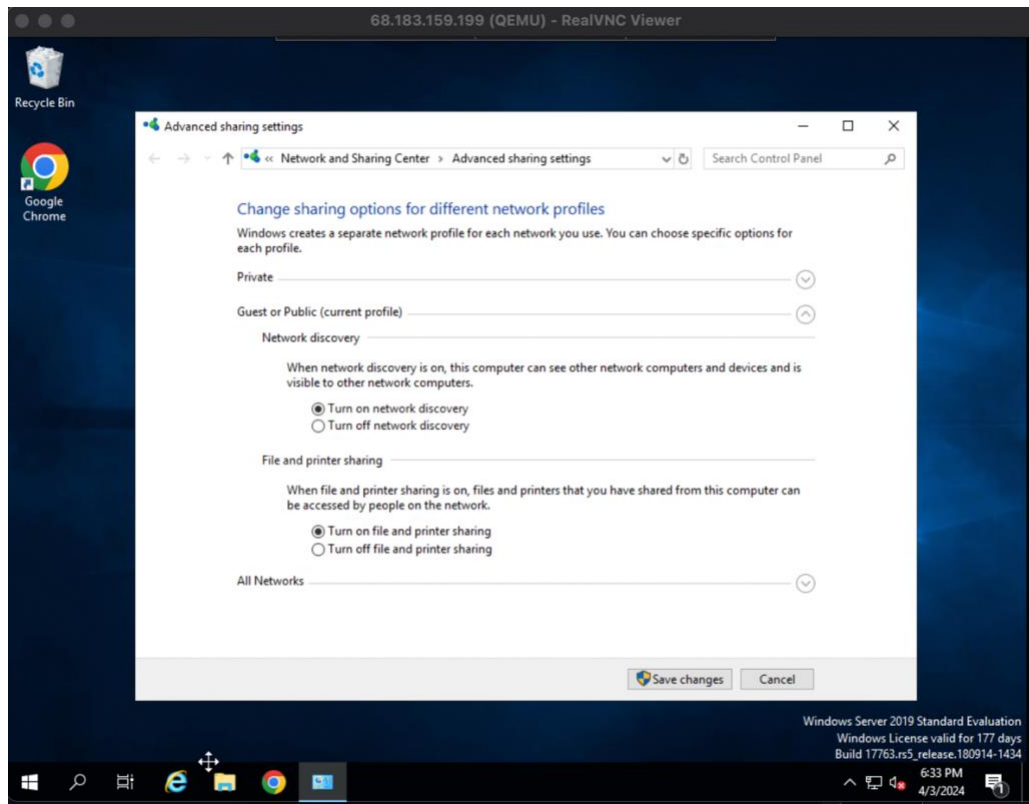 68.183.159.199 (QEMU) - RealVNC Viewer
Recycle Bin
Google
Chrome
Advanced sharing settings
« Network and Sharing Center › Advanced sharing settings
Search Control Panel
Change sharing options for different network profiles
Windows creates a separate network profile for each network you use. You can choose specific options for
each profile.
Private
Guest or Public (current profile)
Network discovery
When network discovery is on, this computer can see other network computers and devices and is
visible to other network computers.
Turn on network discovery
Turn off network discovery
File and printer sharing
When file and printer sharing is on, files and printers that you have shared from this computer can
be accessed by people on the network.
Turn on file and printer sharing
Turn off file and printer sharing
All Networks
Save changes
Cancel
Windows Server 2019 Standard Evaluation
Windows License valid for 177 days
Build 17763.rs5_release.180914-1434
6:33 PM
4/3/2024
1